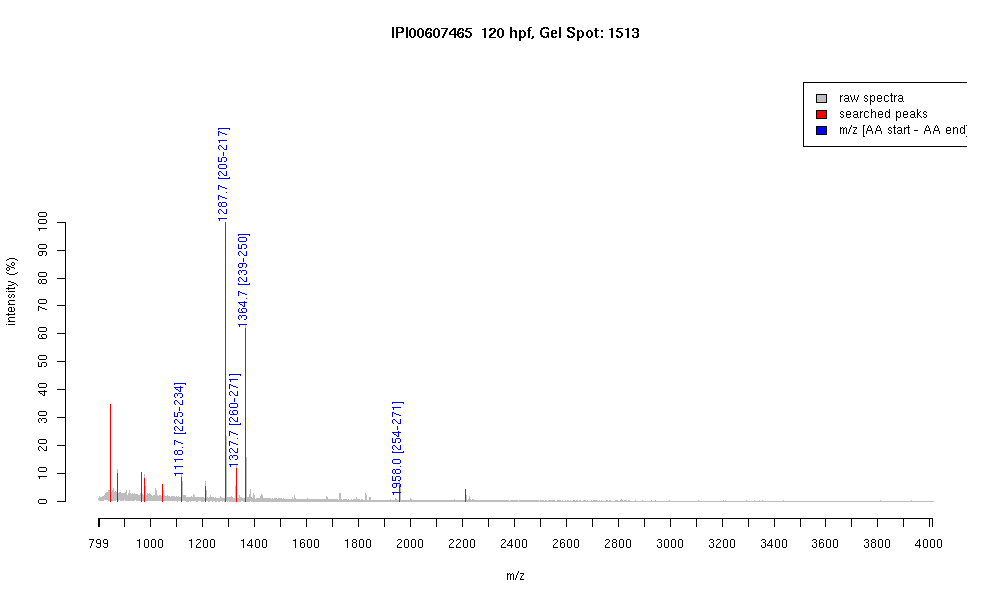 IPI00607465  120 hpf, Gel Spot: 1513
raw spectra
searched peaks
m/z [AA start - AA end]
1287.7 [205-217]
1364.7 [239-250]
1327.7 [260-271]
1118.7 [225-234]
1958.0 [254-271]
intensity (%)
100
90
80
70
60
50
40
30
20
10
0
799 1000 1200 1400 1600 1800 2000 2200 2400 2600 2800 3000 3200 3400 3600 3800 4000
m/z